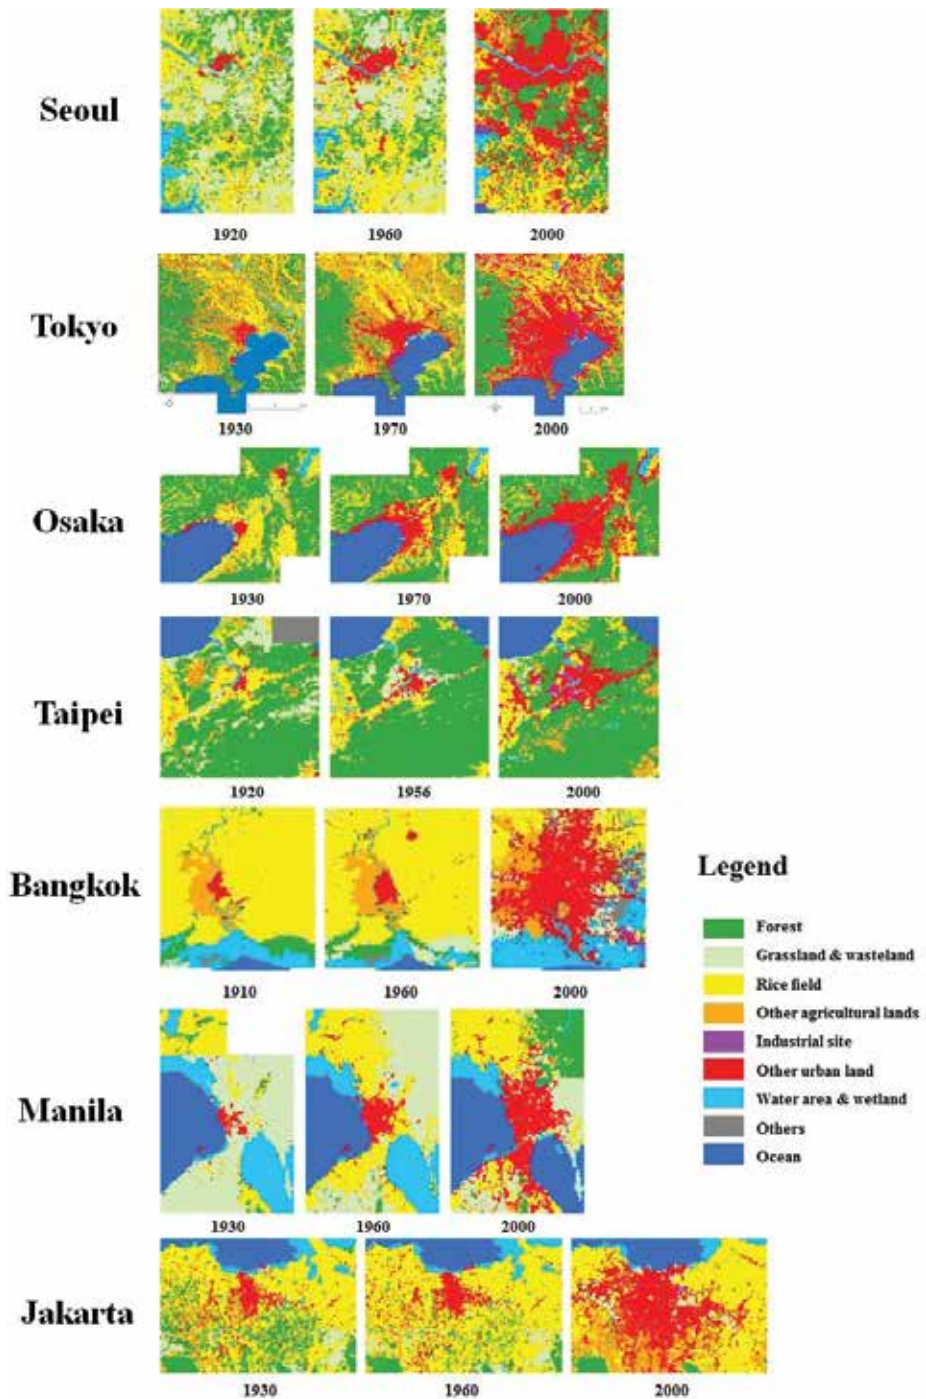 Seoul
1920 1960 2000
Tokyo
1930 1970 2000
Osaka
1930 1970 2000
Taipei
1920 1956 2000
Bangkok
1910 1960 2000
Manila
1930 1960 2000
Jakarta
1930 1960 2000
Legend
Forest
Grassland & wasteland
Rice field
Other agricultural lands
Industrial site
Other urban land
Water area & wetland
Others
Ocean